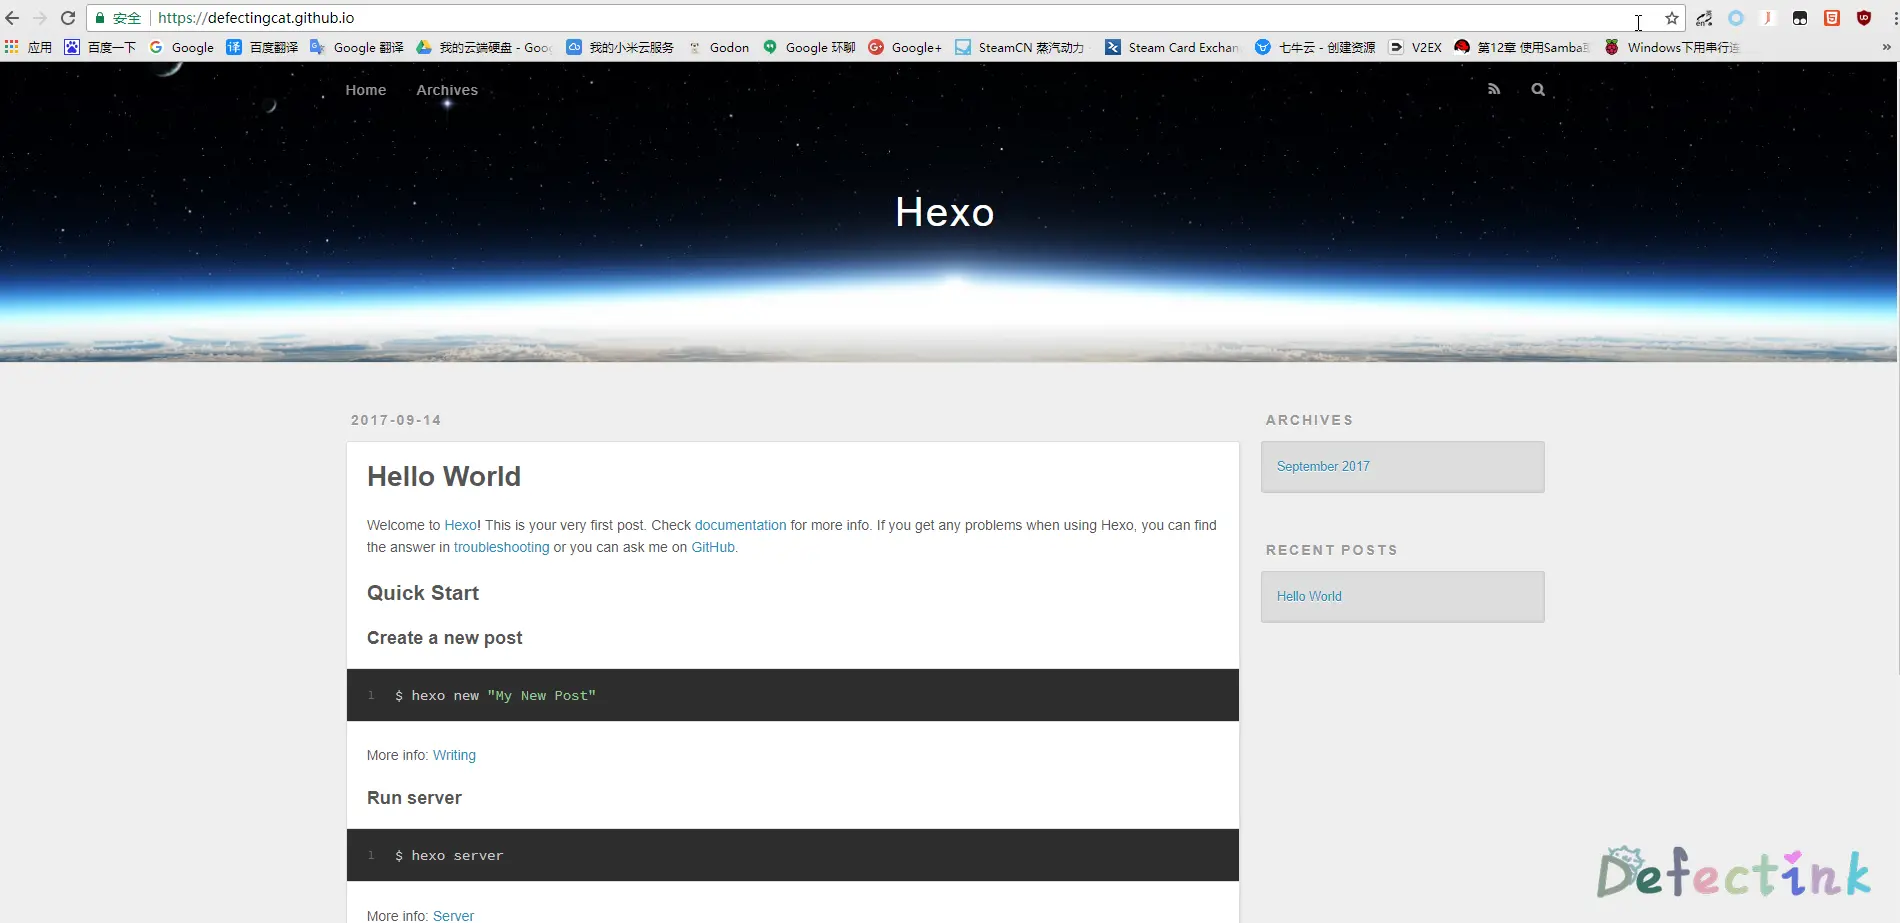 安全 https://defectingcat.github.io
应用 百度一下 Google 百度翻译 Google 翻译 我的云端硬盘 - Goo 我的小米云服务 Godon Google 环聊 Google+ SteamCN 蒸汽动力 Steam Card Exchan 七牛云 - 创建资源 V2EX 第12章 使用Samba Windows下用串行连 »
Home Archives
Hexo
2017-09-14
Hello World
Welcome to Hexo! This is your very first post. Check documentation for more info. If you get any problems when using Hexo, you can find
the answer in troubleshooting or you can ask me on GitHub.
Quick Start
Create a new post
1 $ hexo new "My New Post"
More info: Writing
Run server
1 $ hexo server
More info: Server
ARCHIVES
September 2017
RECENT POSTS
Hello World
Defectink